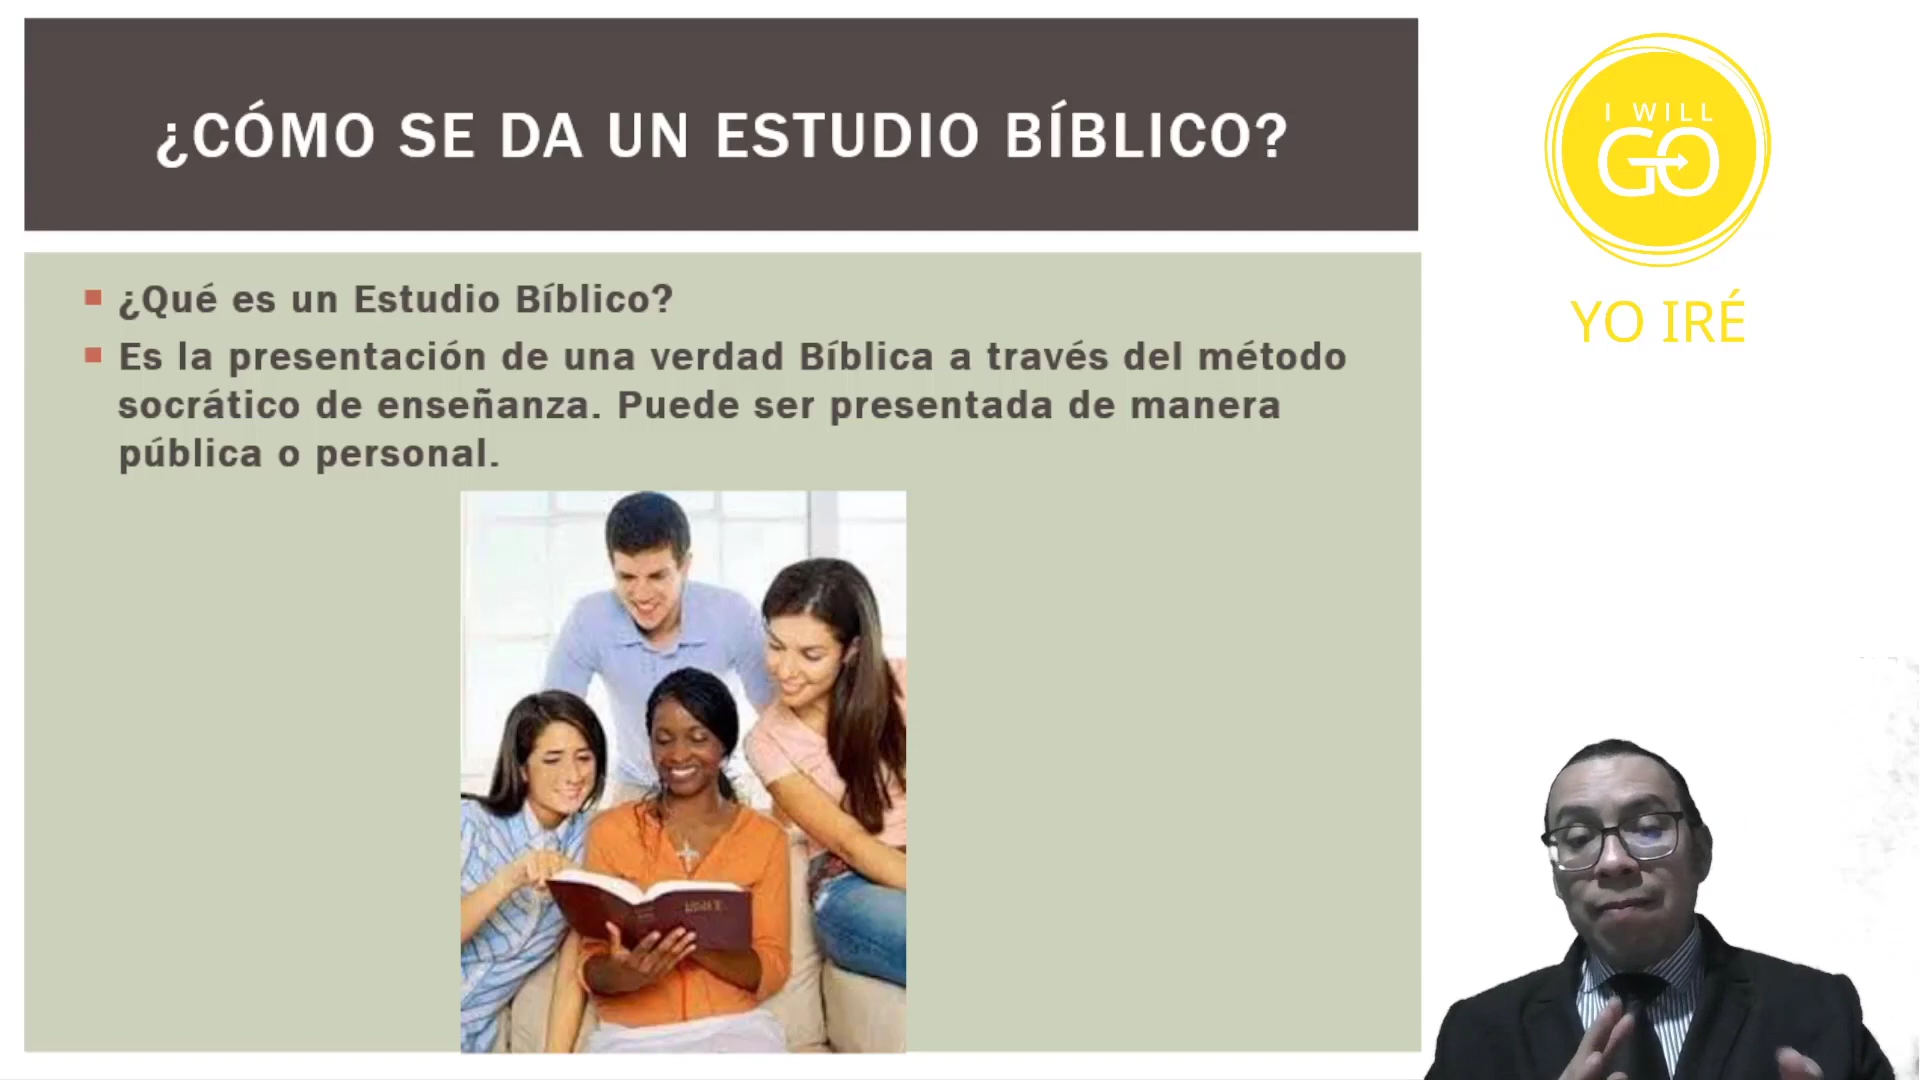 ¿CÓMO SE DA UN ESTUDIO BÍBLICO?
¿Qué es un Estudio Bíblico?
Es la presentación de una verdad Bíblica a través del método
socrático de enseñanza. Puede ser presentada de manera
pública o personal.
I WILL
GO
YO IRÉ